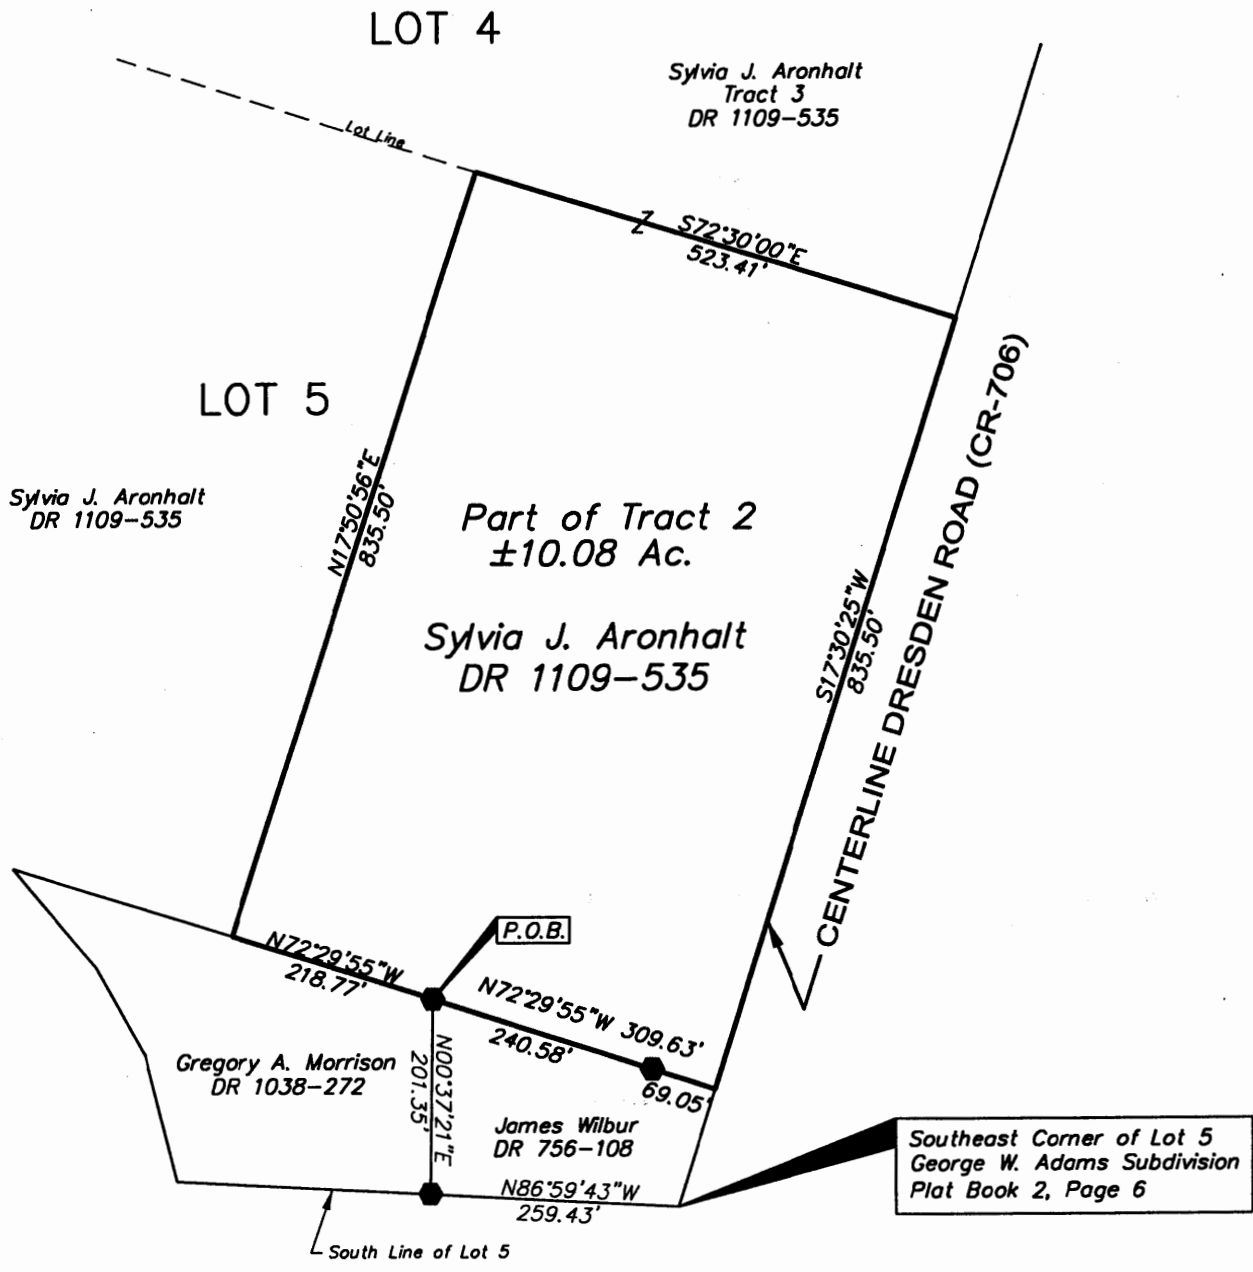 LOT 4
Sylvia J. Aronhalt
Tract 3
DR 1109-535
Lot Line
S72°30'00"E
523.41'
LOT 5
Sylvia J. Aronhalt
DR 1109-535
N17°50'56"E
835.50'
Part of Tract 2
±10.08 Ac.
Sylvia J. Aronhalt
DR 1109-535
S17°30'25"W
835.50'
CENTERLINE DRESDEN ROAD (CR-706)
P.O.B.
N72°29'55"W
218.77'
N72°29'55"W 309.63'
240.58'
69.05'
Gregory A. Morrison
DR 1038-272
N00°37'21"E
201.35'
James Wilbur
DR 756-108
N86°59'43"W
259.43'
Southeast Corner of Lot 5
George W. Adams Subdivision
Plat Book 2, Page 6
South Line of Lot 5